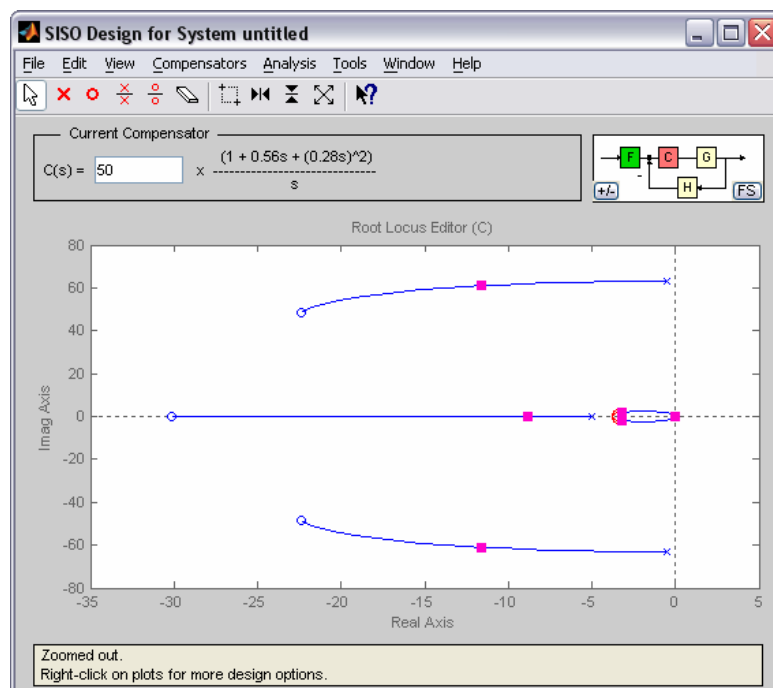 SISO Design for System untitled
File Edit View Compensators Analysis Tools Window Help
Current Compensator
C(s) = 50 x (1 + 0.56s + (0.28s)^2)
------------------------------
s
F C G
-
H
+/- FS
Root Locus Editor (C)
80
60
40
20
0
-20
-40
-60
-80
Imag Axis
-35 -30 -25 -20 -15 -10 -5 0 5
Real Axis
Zoomed out.
Right-click on plots for more design options.